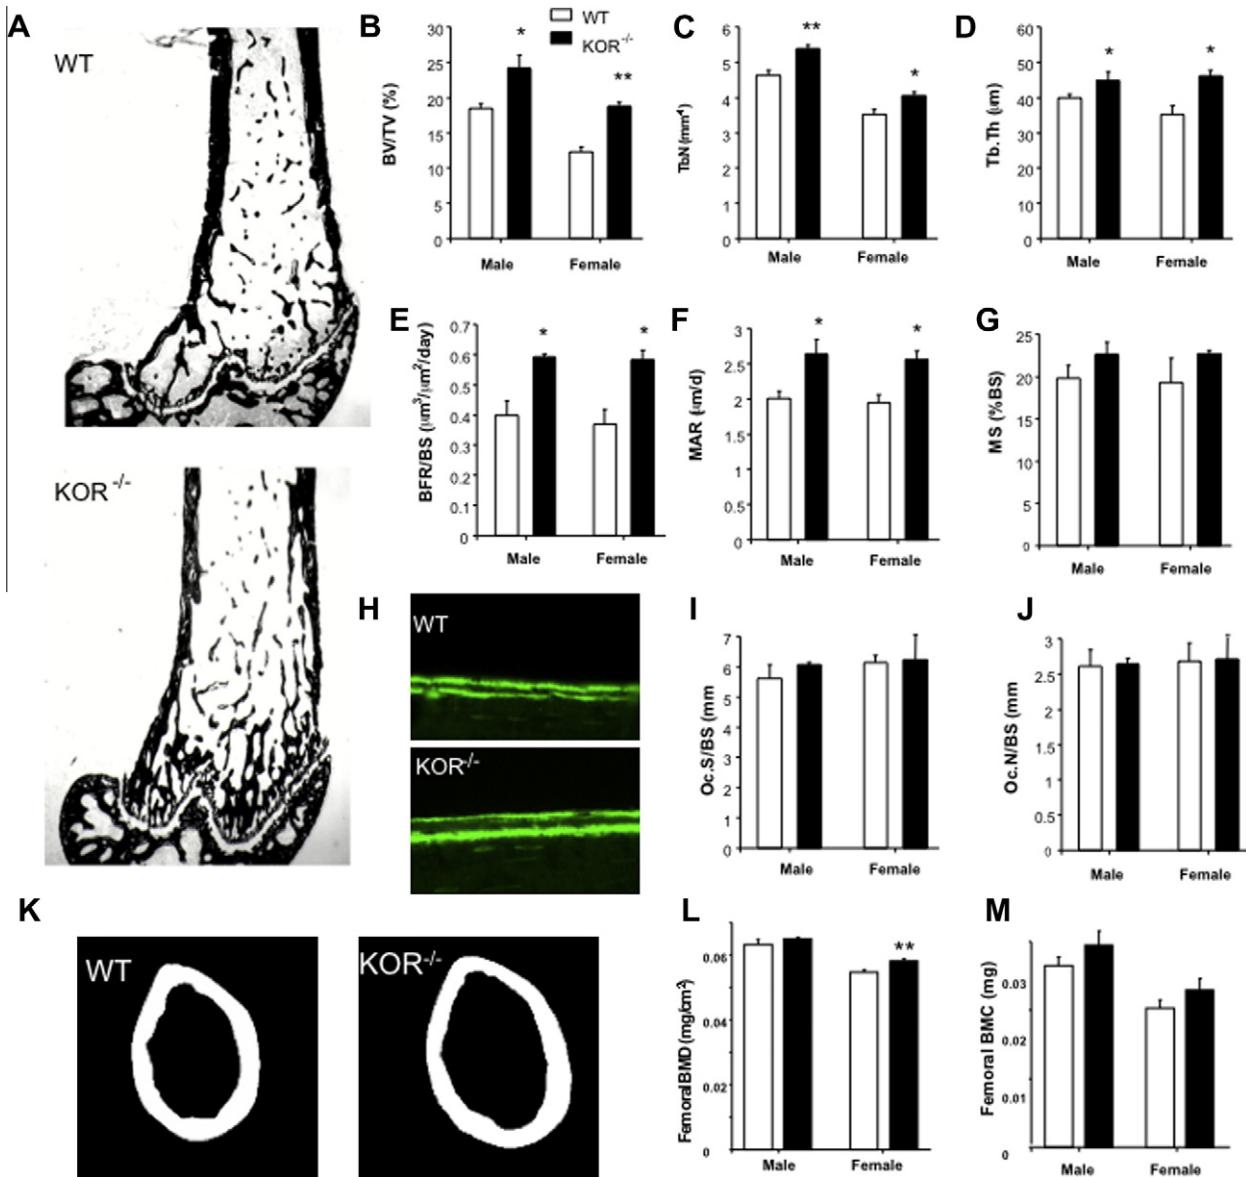 A
WT
KOR-/-
B
WT
KOR-/-
BV/TV (%)
30
25
20
15
10
5
0
*
**
Male
Female
C
TbN (mm-1)
6
5
4
3
2
1
0
**
*
Male
Female
D
Tb.Th (um)
60
50
40
30
20
10
0
*
*
Male
Female
E
BFR/BS (μm3/μm2/day)
0.7
0.6
0.5
0.4
0.3
0.2
0.1
0
*
*
Male
Female
F
MAR (um/d)
3
2.5
2
1.5
1
0.5
0
*
*
Male
Female
G
MS (%BS)
25
20
25
10
5
0
Male
Female
H
WT
KOR-/-
I
Oc.S/BS (mm
7
6
5
4
6
2
1
0
Male
Female
J
Oc.N/BS (mm
3
2.5
2
1.5
1
0.5
0
Male
Female
K
WT
KOR-/-
L
FemoralBMD (mg/cm2)
0.06
0.04
0.02
0
**
Male
Female
M
Femoral BMC (mg)
0.03
0.02
0.01
0
Male
Female